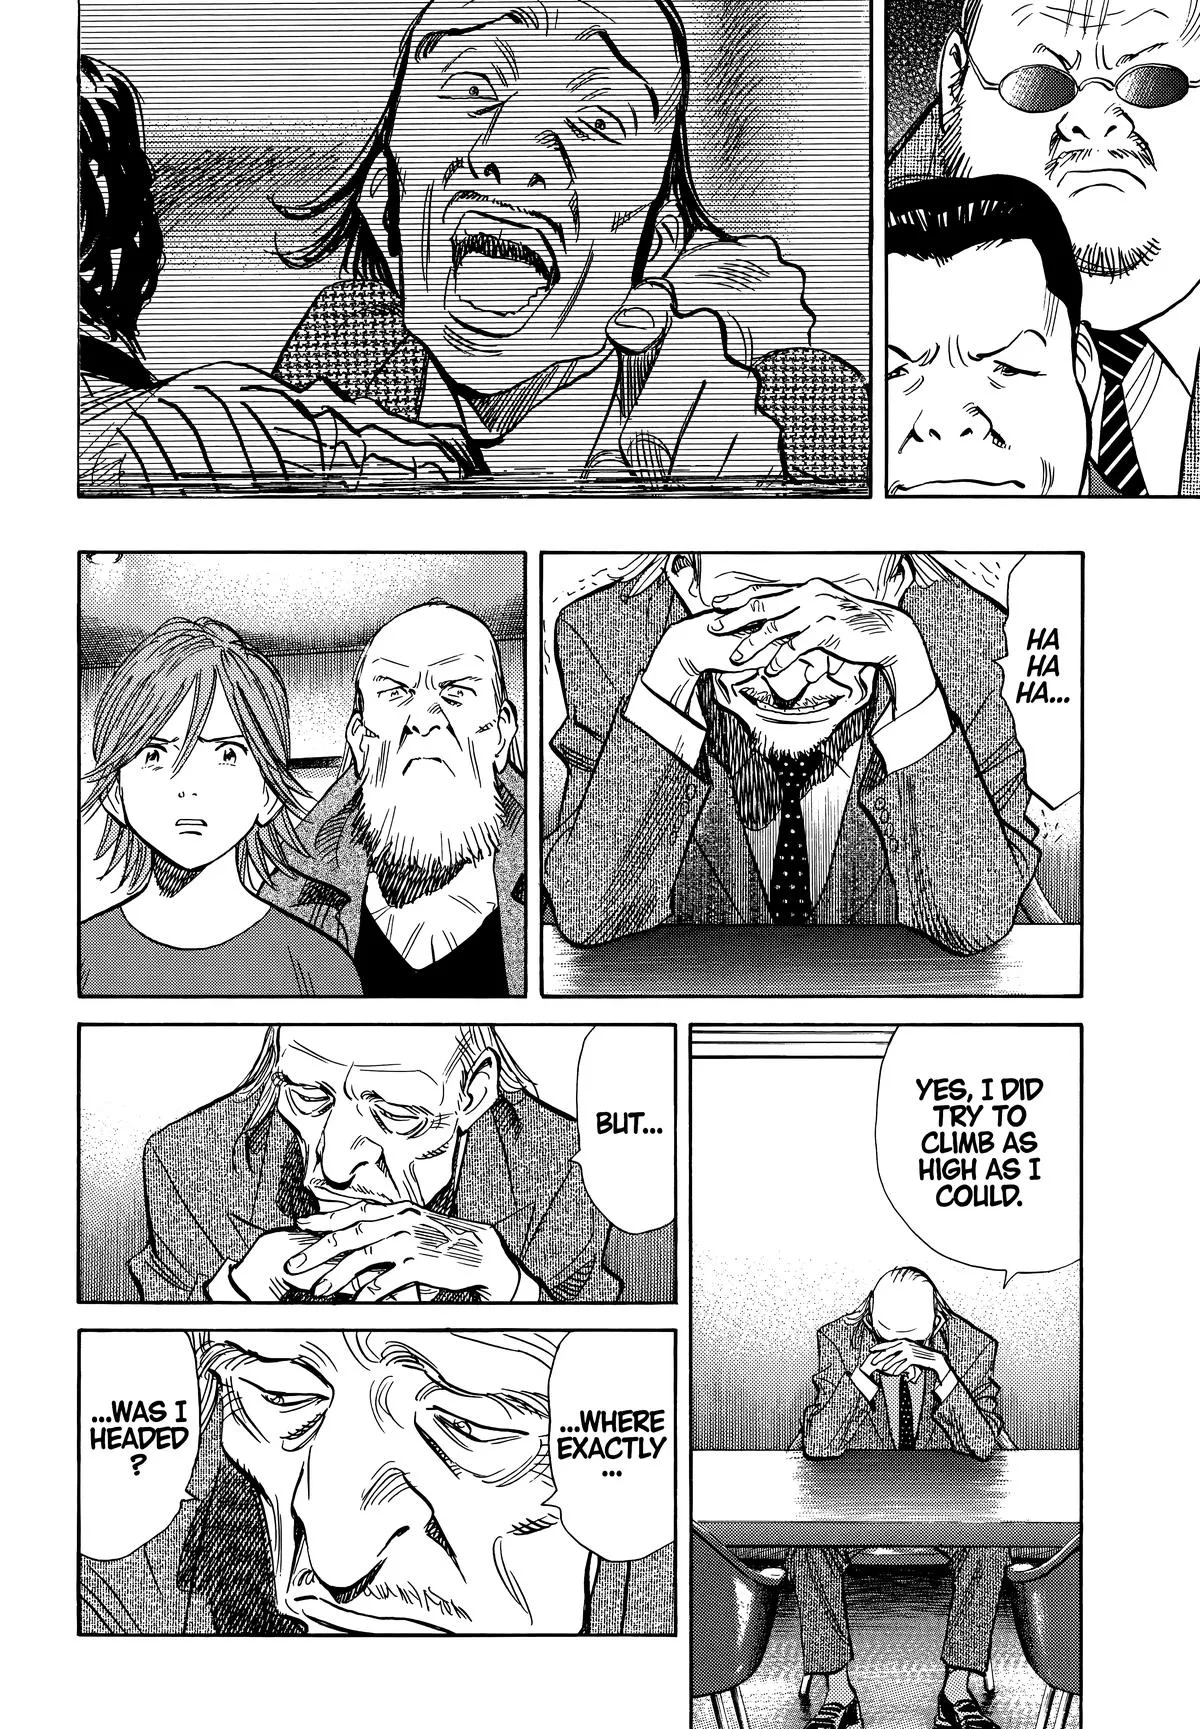 HA
HA
HA...
YES, I DID
TRY TO
CLIMB AS
HIGH AS I
COULD.
BUT...
...WHERE
EXACTLY
...
...WAS I
HEADED
?